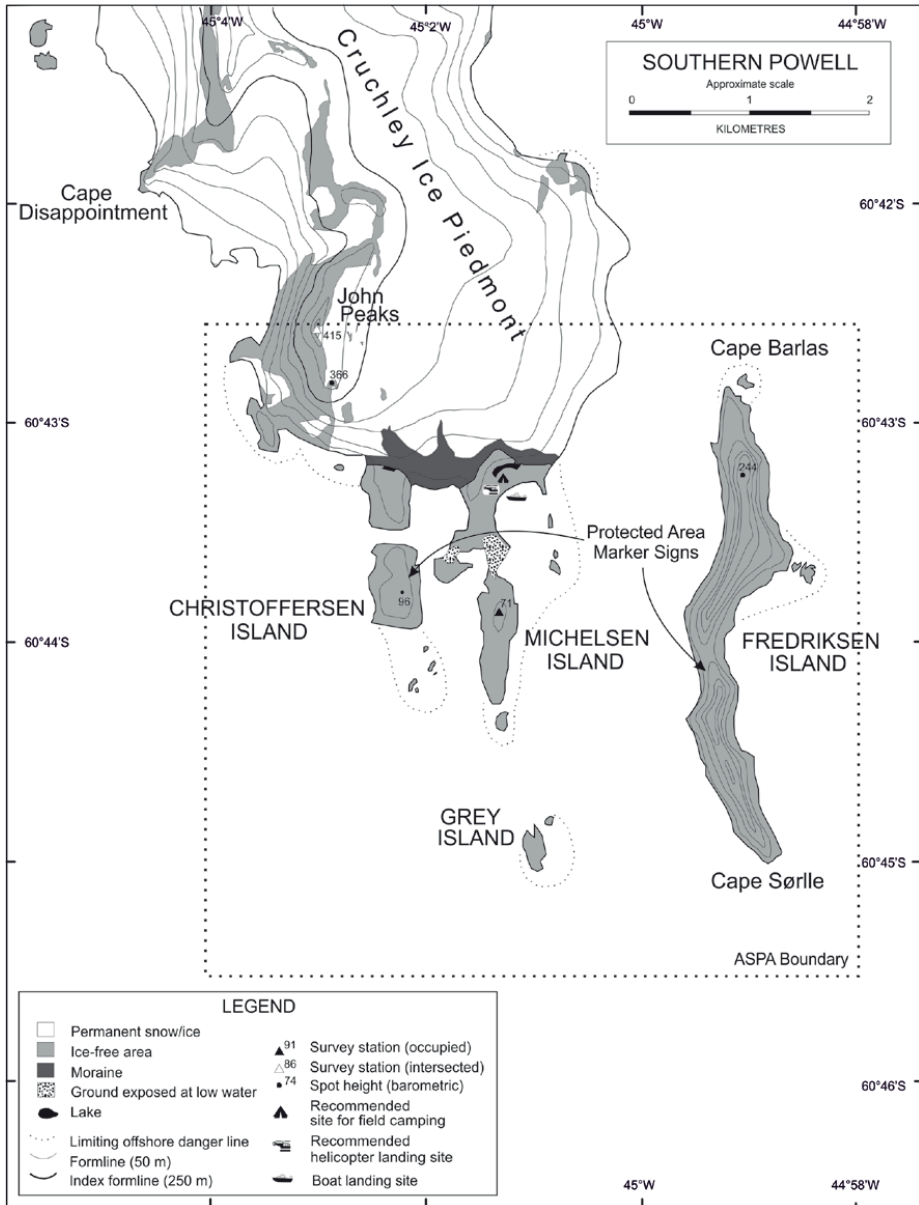 45°4'W
45°2'W
45°W
44°58'W
SOUTHERN POWELL
Approximate scale
0
1
2
KILOMETRES
Cruchley Ice Piedmont
Cape
Disappointment
60°42'S
John
Peaks
415
366
Cape Barlas
60°43'S
60°43'S
244
Protected Area
Marker Signs
96
71
CHRISTOFFERSEN
ISLAND
MICHELSEN
ISLAND
FREDRIKSEN
ISLAND
60°44'S
60°44'S
GREY
ISLAND
60°45'S
60°45'S
Cape Sørlle
ASPA Boundary
LEGEND
Permanent snow/ice
Ice-free area
Moraine
Ground exposed at low water
Lake
Limiting offshore danger line
Formline (50 m)
Index formline (250 m)
91 Survey station (occupied)
86 Survey station (intersected)
74 Spot height (barometric)
Recommended
site for field camping
Recommended
helicopter landing site
Boat landing site
60°46'S
45°W
44°58'W